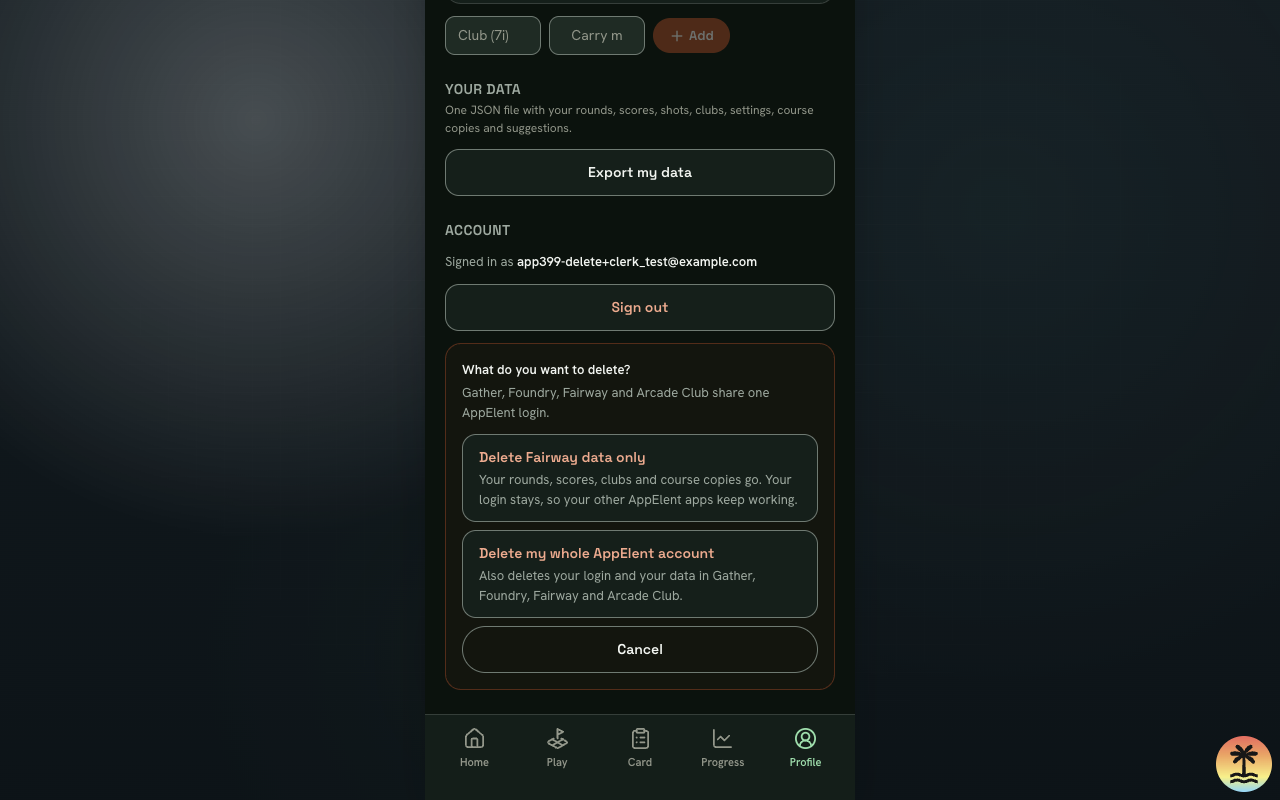 Club (7i)
Carry m
+ Add
YOUR DATA
One JSON file with your rounds, scores, shots, clubs, settings, course
copies and suggestions.
Export my data
ACCOUNT
Signed in as app399-delete+clerk_test@example.com
Sign out
What do you want to delete?
Gather, Foundry, Fairway and Arcade Club share one
AppElent login.
Delete Fairway data only
Your rounds, scores, clubs and course copies go. Your
login stays, so your other AppElent apps keep working.
Delete my whole AppElent account
Also deletes your login and your data in Gather,
Foundry, Fairway and Arcade Club.
Cancel
Home
Play
Card
Progress
Profile